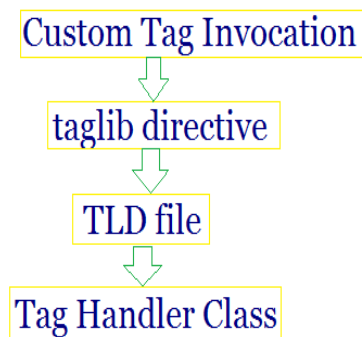 Custom Tag Invocation
taglib directive
TLD file
Tag Handler Class